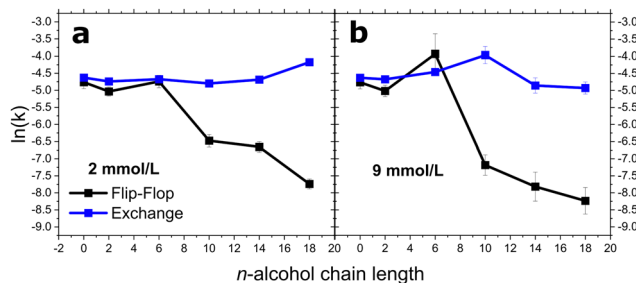 a
b
-3.0 -3.0
-3.5 -3.5
-4.0 -4.0
-4.5 -4.5
-5.0 -5.0
-5.5 -5.5
-6.0 -6.0
-6.5 -6.5
-7.0 -7.0
-7.5 -7.5
-8.0 -8.0
-8.5 -8.5
-9.0 -9.0
ln(k)
2 mmol/L
Flip-Flop
Exchange
9 mmol/L
-2 0 2 4 6 8 10 12 14 16 18 0 2 4 6 8 10 12 14 16 18 20
n-alcohol chain length